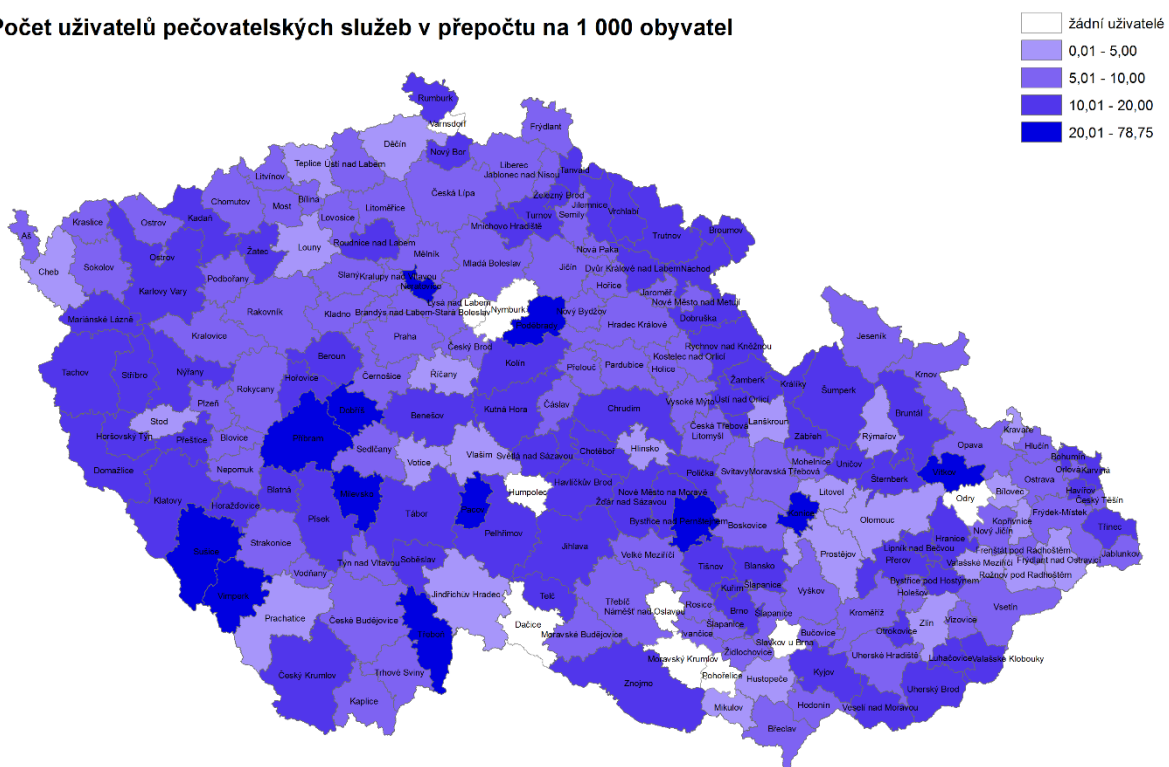 Počet uživatelů pečovatelských služeb v přepočtu na 1 000 obyvatel
žádní uživatelé
0,01 - 5,00
5,01 - 10,00
10,01 - 20,00
20,01 - 78,75
Rumburk
Varnsdorf
Frýdlant
Děčín
Nový Bor
Teplice
Ústí nad Labem
Liberec
Jablonec nad Nisou
Tanvald
Litvínov
Česká Lípa
Železný Brod
Jilemnice
Vrchlabí
Kadaň
Chomutov
Most
Bílina
Lovosice
Litoměřice
Turnov
Semily
Mnichovo Hradiště
Trutnov
Broumov
Kraslice
Ostrov
Aš
Žatec
Louny
Roudnice nad Labem
Mělník
Nová Paka
Cheb
Sokolov
Ostrov
Karlovy Vary
Podbořany
Slaný
Kralupy nad Vltavou
Mladá Boleslav
Jičín
Dvůr Králové nad Labem
Náchod
Hořice
Jaroměř
Nové Město nad Metují
Mariánské Lázně
Rakovník
Kladno
Brandýs nad Labem-Stará Boleslav
Lysá nad Labem
Nymburk
Poděbrady
Nový Bydžov
Hradec Králové
Dobruška
Kralovice
Praha
Český Brod
Rychnov nad Kněžnou
Jeseník
Tachov
Stříbro
Nýřany
Beroun
Hořovice
Černošice
Říčany
Kolín
Přelouč
Pardubice
Kostelec nad Orlicí
Holice
Žamberk
Králíky
Šumperk
Krnov
Rokycany
Plzeň
Dobříš
Benešov
Kutná Hora
Čáslav
Chrudim
Vysoké Mýto
Ústí nad Orlicí
Bruntál
Stod
Horšovský Týn
Přeštice
Blovice
Příbram
Sedlčany
Votice
Vlašim
Světlá nad Sázavou
Chotěboř
Hlinsko
Česká Třebová
Litomyšl
Lanškroun
Zábřeh
Rýmařov
Opava
Kravaře
Hlučín
Bohumín
Domažlice
Klatovy
Nepomuk
Horažďovice
Blatná
Milevsko
Tábor
Pacov
Humpolec
Havlíčkův Brod
Žďár nad Sázavou
Nové Město na Moravě
Polička
Svitavy
Moravská Třebová
Mohelnice
Uničov
Šternberk
Vítkov
Odry
Bílovec
Ostrava
Orlová
Karviná
Havířov
Český Těšín
Písek
Pelhřimov
Bystřice nad Pernštejnem
Boskovice
Konice
Litovel
Olomouc
Kopřivnice
Nový Jičín
Frýdek-Místek
Třinec
Sušice
Strakonice
Vodňany
Týn nad Vltavou
Soběslav
Jihlava
Velké Meziříčí
Tišnov
Blansko
Prostějov
Hranice
Lipník nad Bečvou
Přerov
Frenštát pod Radhoštěm
Valašské Meziříčí
Frýdlant nad Ostravicí
Rožnov pod Radhoštěm
Jablunkov
Vimperk
Prachatice
České Budějovice
Jindřichův Hradec
Telč
Třebíč
Náměšť nad Oslavou
Rosice
Kuřim
Šlapanice
Brno
Šlapanice
Vyškov
Bystřice pod Hostýnem
Holešov
Kroměříž
Vsetín
Dačice
Moravské Budějovice
Ivančice
Šlapanice
Slavkov u Brna
Bučovice
Otrokovice
Zlín
Vizovice
Český Krumlov
Trhové Sviny
Kaplice
Moravský Krumlov
Židlochovice
Pohořelice
Hustopeče
Kyjov
Uherské Hradiště
Luhačovice
Valašské Klobouky
Znojmo
Mikulov
Břeclav
Hodonín
Veselí nad Moravou
Uherský Brod